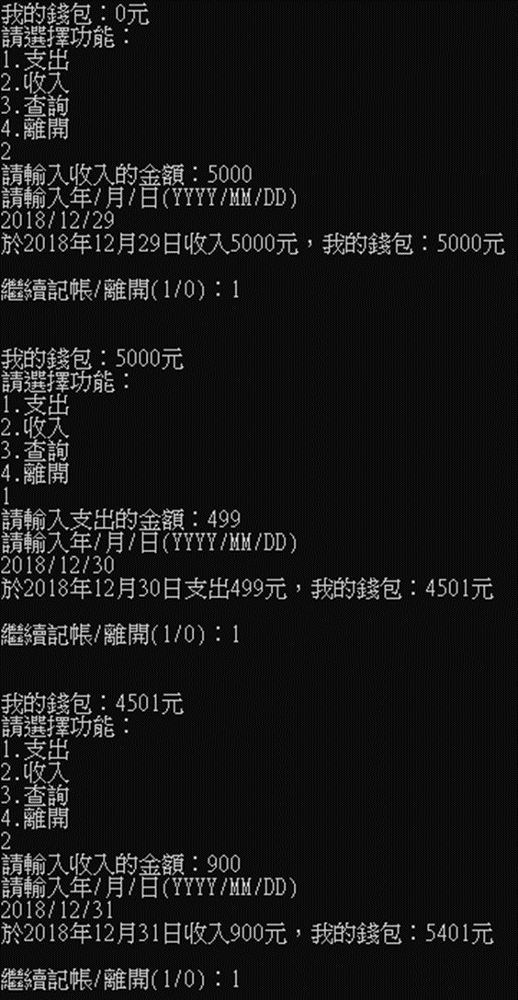 我的錢包：0元
請選擇功能：
1.支出
2.收入
3.查詢
4.離開
2
請輸入收入的金額：5000
請輸入年/月/日(YYYY/MM/DD)
2018/12/29
於2018年12月29日收入5000元，我的錢包：5000元
繼續記帳/離開(1/0)：1
我的錢包：5000元
請選擇功能：
1.支出
2.收入
3.查詢
4.離開
1
請輸入支出的金額：499
請輸入年/月/日(YYYY/MM/DD)
2018/12/30
於2018年12月30日支出499元，我的錢包：4501元
繼續記帳/離開(1/0)：1
我的錢包：4501元
請選擇功能：
1.支出
2.收入
3.查詢
4.離開
2
請輸入收入的金額：900
請輸入年/月/日(YYYY/MM/DD)
2018/12/31
於2018年12月31日收入900元，我的錢包：5401元
繼續記帳/離開(1/0)：1